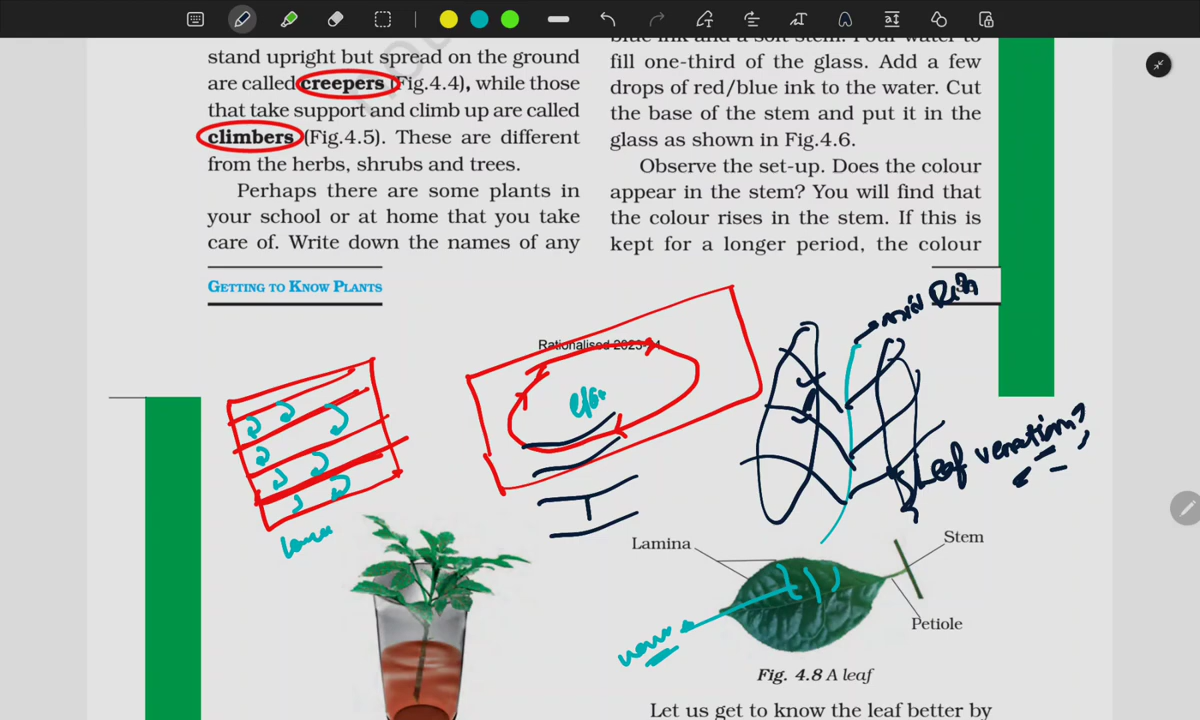 stand upright but spread on the ground
are called creepers (Fig.4.4), while those
that take support and climb up are called
climbers (Fig.4.5). These are different
from the herbs, shrubs and trees.
Perhaps there are some plants in
your school or at home that you take
care of. Write down the names of any
GETTING TO KNOW PLANTS
fill one-third of the glass. Add a few
drops of red/blue ink to the water. Cut
the base of the stem and put it in the
glass as shown in Fig.4.6.
Observe the set-up. Does the colour
appear in the stem? You will find that
the colour rises in the stem. If this is
kept for a longer period, the colour
Rationalised 2023-24
mid Rib
Leaf venation?
Lamina
Stem
Petiole
Fig. 4.8 A leaf
Let us get to know the leaf better by